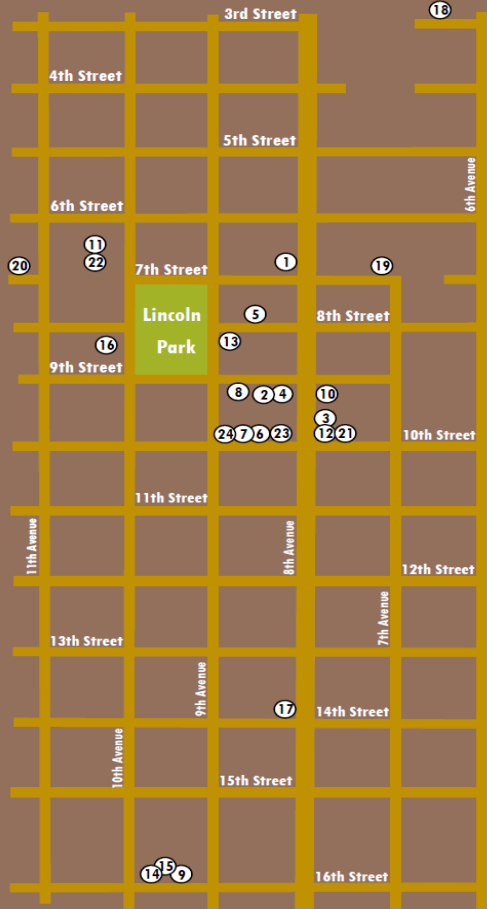 18
3rd Street
4th Street
5th Street
6th Avenue
6th Street
11
20
22
7th Street
1
19
Lincoln
Park
5
8th Street
16
13
9th Street
8
2
4
10
3
24
7
6
23
12
21
10th Street
11th Street
11th Avenue
8th Avenue
12th Street
7th Avenue
13th Street
9th Avenue
17
14th Street
10th Avenue
15th Street
15
14
9
16th Street